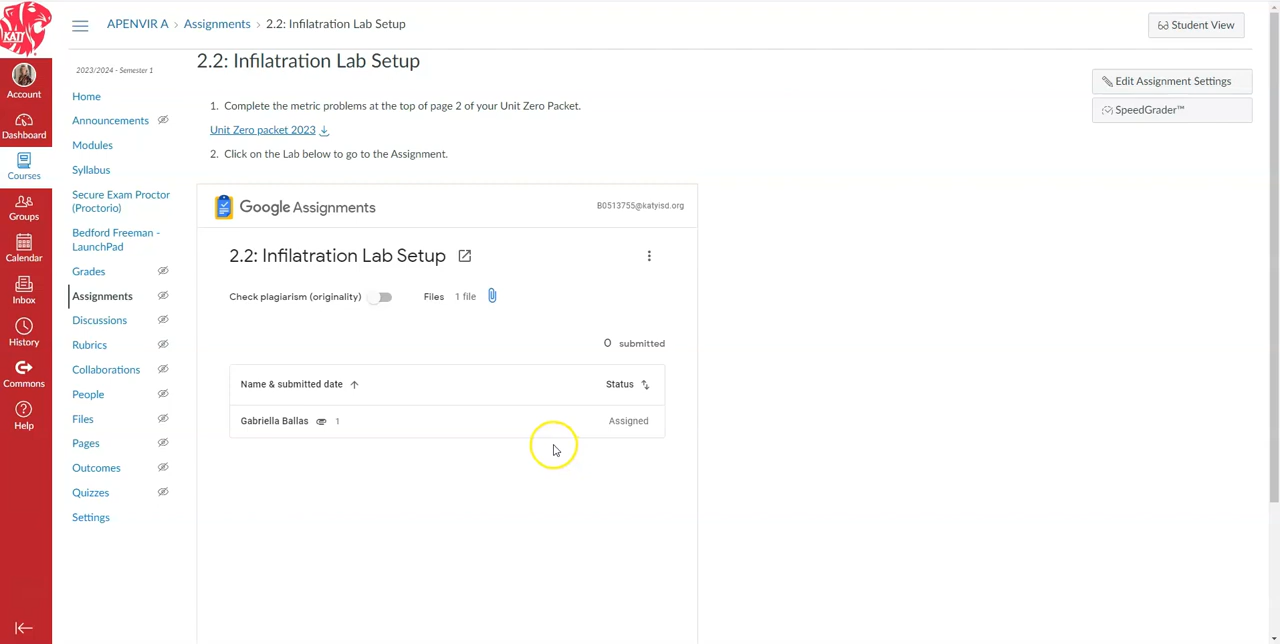 KATY
APENVIR A › Assignments › 2.2: Infilatration Lab Setup
Student View
Account
Dashboard
Courses
Groups
Calendar
Inbox
History
Commons
Help
2023/2024 - Semester 1
Home
Announcements
Modules
Syllabus
Secure Exam Proctor
(Proctorio)
Bedford Freeman -
LaunchPad
Grades
Assignments
Discussions
Rubrics
Collaborations
People
Files
Pages
Outcomes
Quizzes
Settings
2.2: Infilatration Lab Setup
1. Complete the metric problems at the top of page 2 of your Unit Zero Packet.
Unit Zero packet 2023
2. Click on the Lab below to go to the Assignment.
Edit Assignment Settings
SpeedGrader™
Google Assignments
B0513755@katyisd.org
2.2: Infilatration Lab Setup
Check plagiarism (originality) Files 1 file
0 submitted
Name & submitted date Status
Gabriella Ballas 1 Assigned